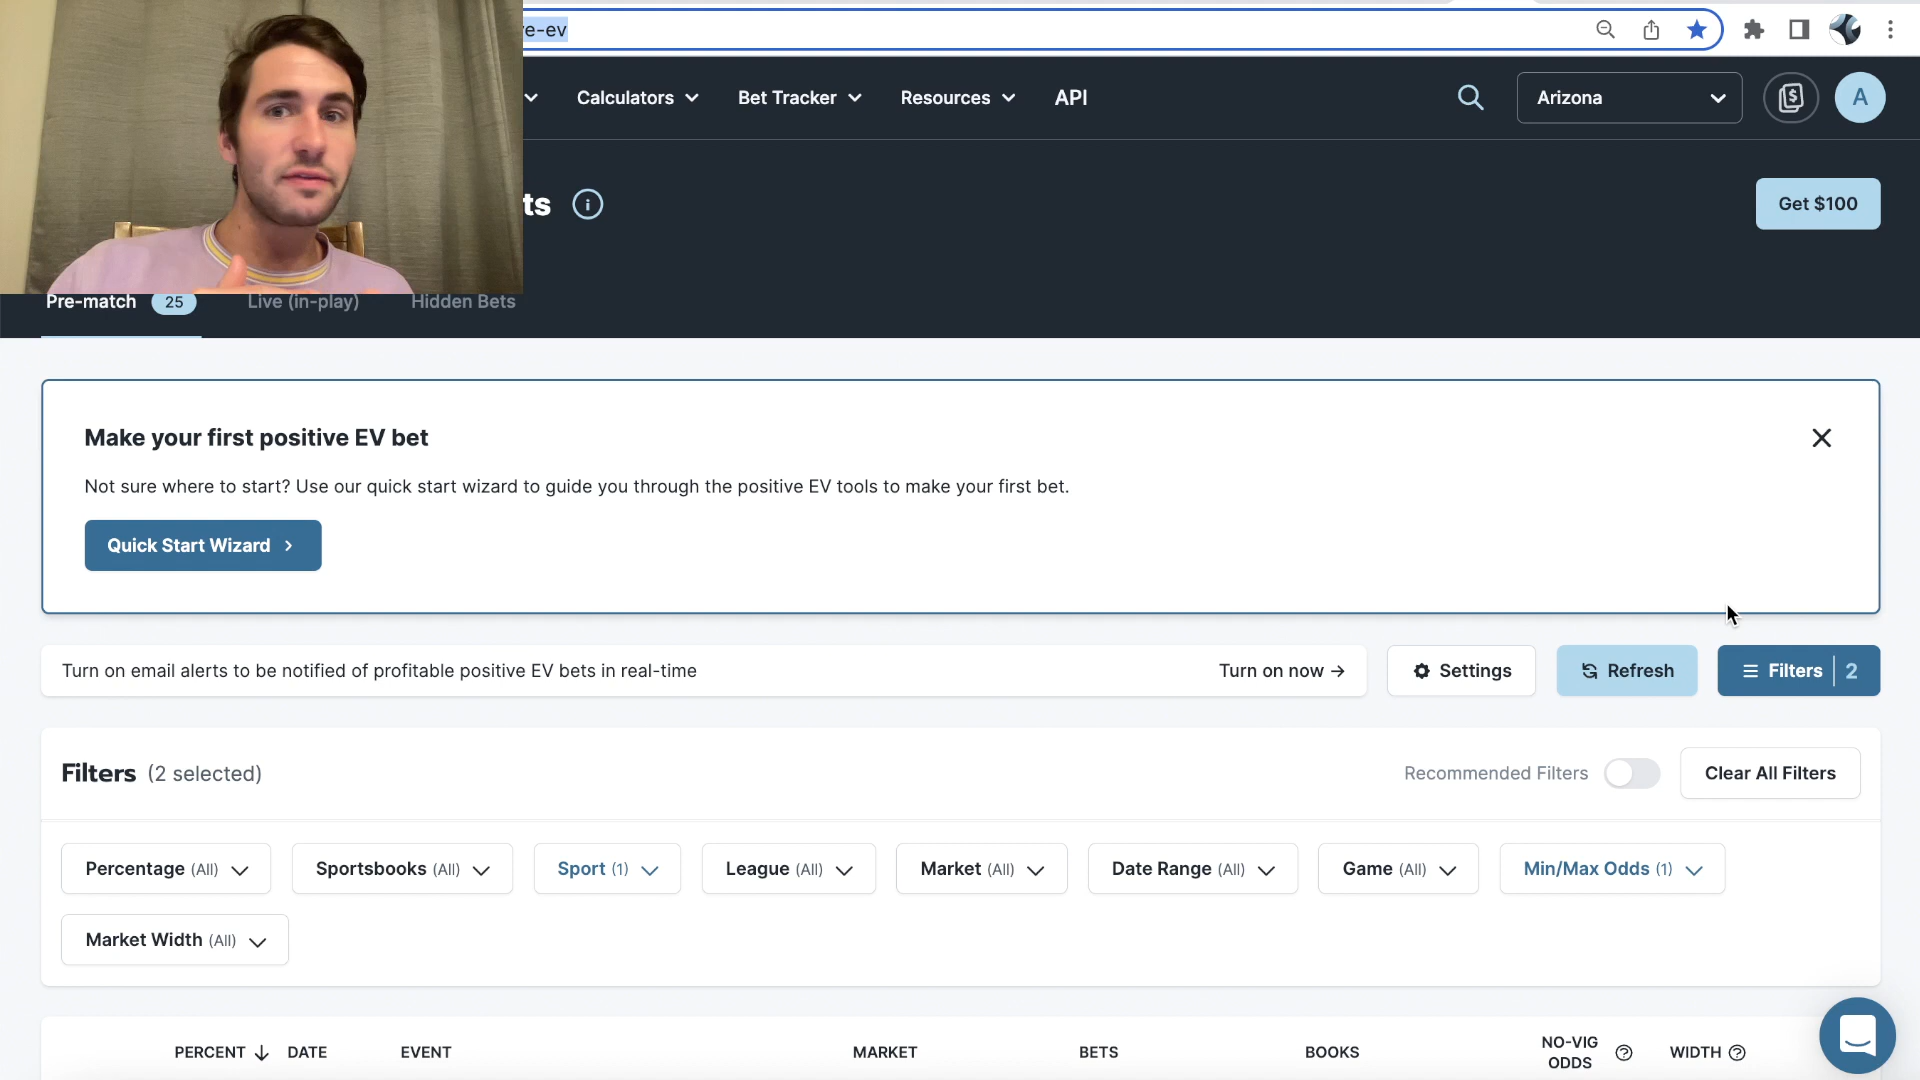 re-ev
Calculators
Bet Tracker
Resources
API
Arizona
A
ts
Get $100
Pre-match 25
Live (in-play)
Hidden Bets
Make your first positive EV bet
Not sure where to start? Use our quick start wizard to guide you through the positive EV tools to make your first bet.
Quick Start Wizard
Turn on email alerts to be notified of profitable positive EV bets in real-time
Turn on now →
Settings
Refresh
Filters | 2
Filters (2 selected)
Recommended Filters
Clear All Filters
Percentage (All)
Sportsbooks (All)
Sport (1)
League (All)
Market (All)
Date Range (All)
Game (All)
Min/Max Odds (1)
Market Width (All)
PERCENT ↓
DATE
EVENT
MARKET
BETS
BOOKS
NO-VIG
ODDS
WIDTH